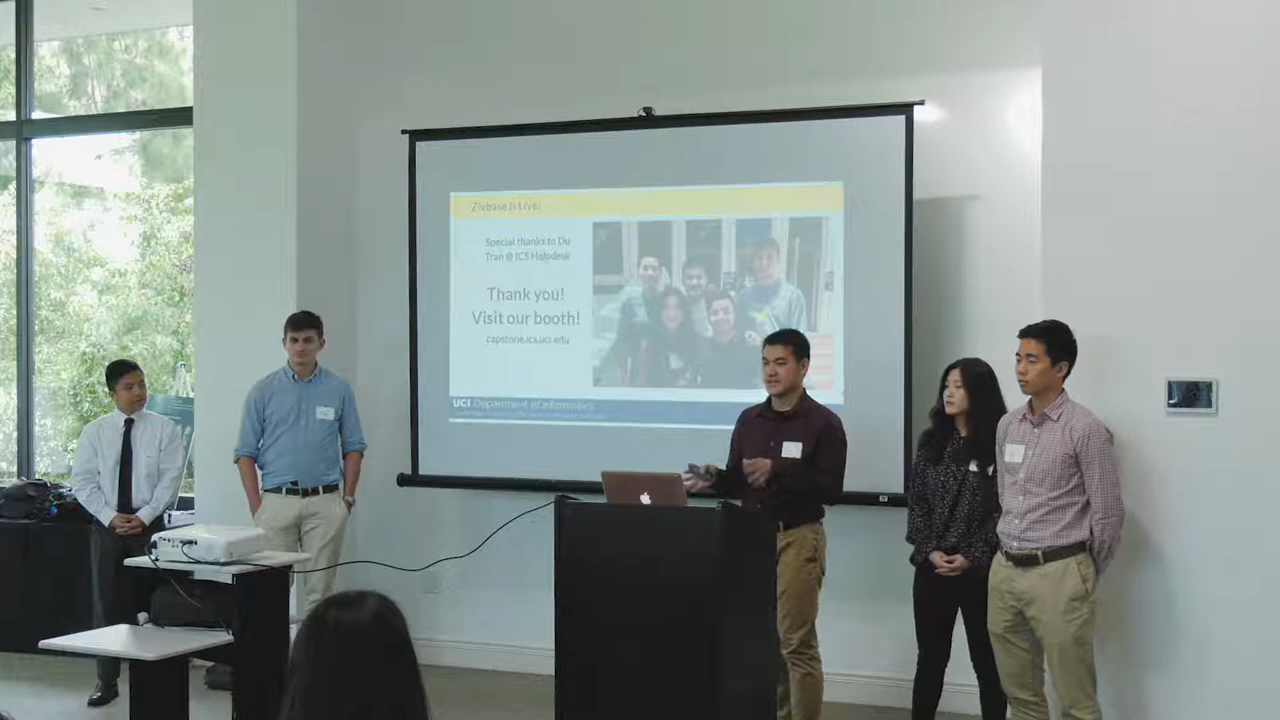 Zivbase is Live!
Special thanks to Du
Tran @ ICS Helpdesk
Thank you!
Visit our booth!
capstone.ics.uci.edu
UCI Department of Informatics